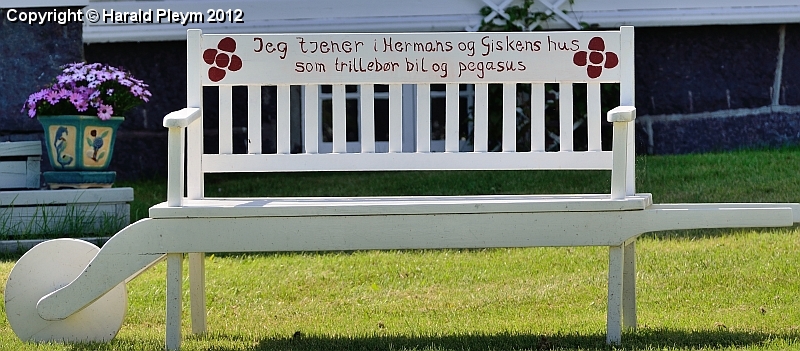 Copyright © Harald Pleym 2012
Jeg tjener i Hermans og Giskens hus
som trillebør bil og pegasus